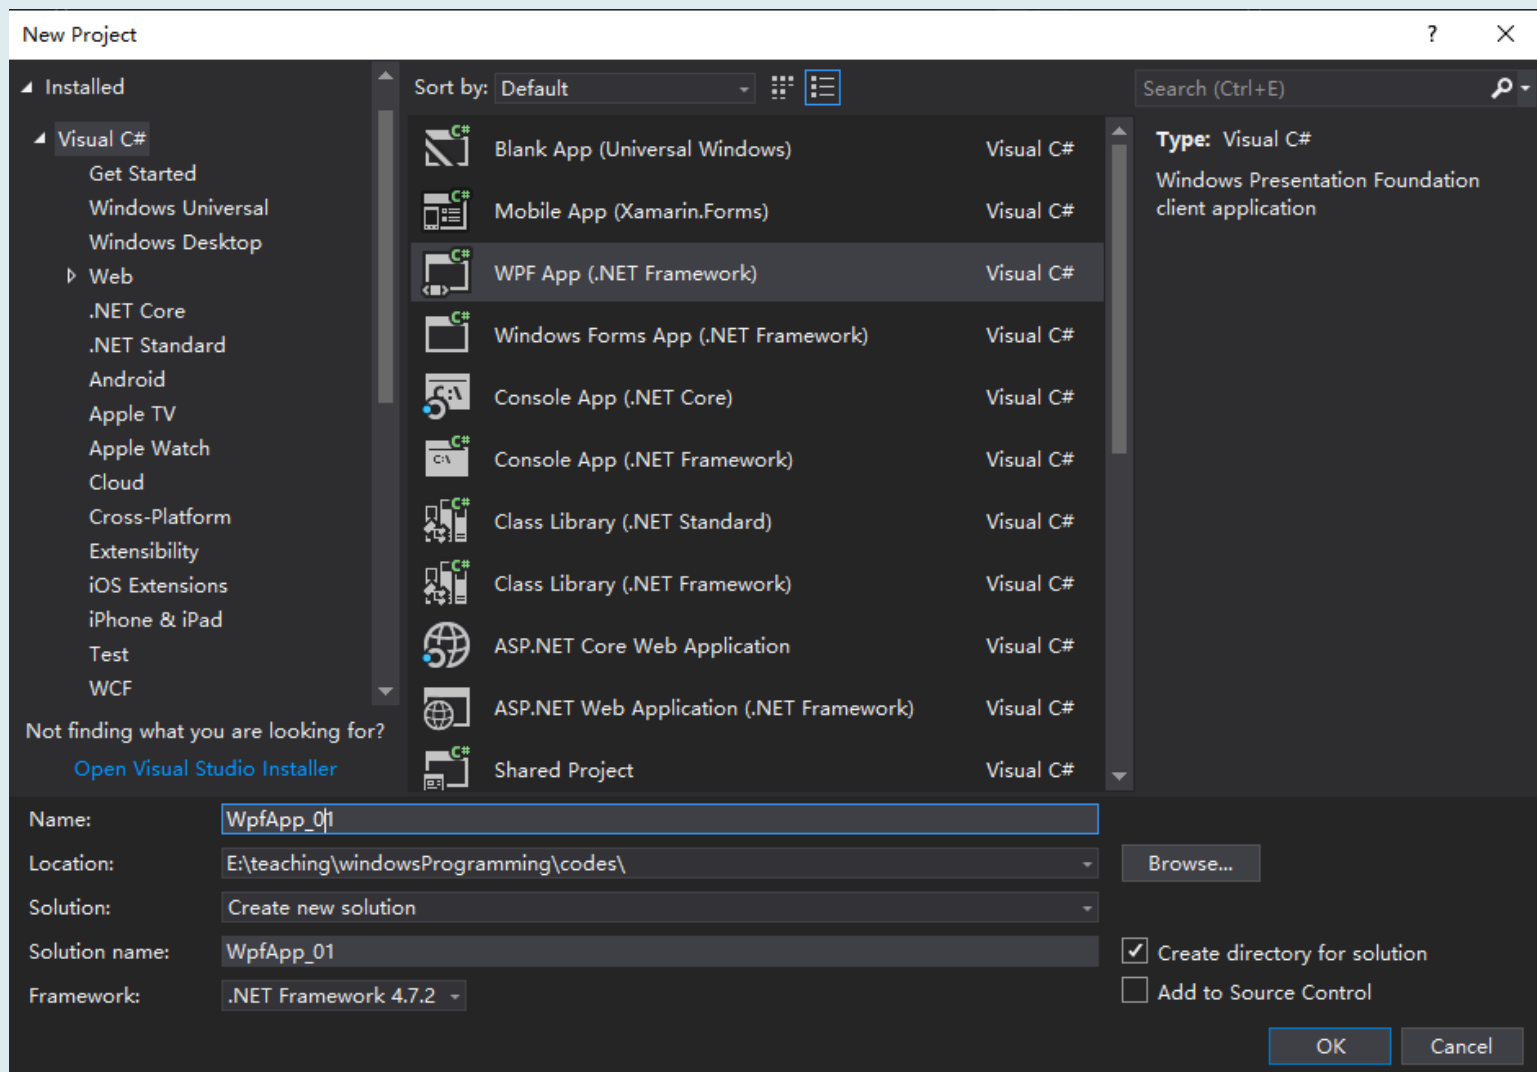 New Project
?
Installed
Sort by: Default
Search (Ctrl+E)
Visual C#
Get Started
Windows Universal
Windows Desktop
Web
.NET Core
.NET Standard
Android
Apple TV
Apple Watch
Cloud
Cross-Platform
Extensibility
iOS Extensions
iPhone & iPad
Test
WCF
Not finding what you are looking for?
Open Visual Studio Installer
C# Blank App (Universal Windows) Visual C#
C# Mobile App (Xamarin.Forms) Visual C#
C# WPF App (.NET Framework) Visual C#
C# Windows Forms App (.NET Framework) Visual C#
C:\ Console App (.NET Core) Visual C#
C# C:\ Console App (.NET Framework) Visual C#
C# Class Library (.NET Standard) Visual C#
C# Class Library (.NET Framework) Visual C#
ASP.NET Core Web Application Visual C#
ASP.NET Web Application (.NET Framework) Visual C#
C# Shared Project Visual C#
Type: Visual C#
Windows Presentation Foundation
client application
Name: WpfApp_01
Location: E:\teaching\windowsProgramming\codes\ Browse...
Solution: Create new solution
Solution name: WpfApp_01
Create directory for solution
Framework: .NET Framework 4.7.2
Add to Source Control
OK Cancel